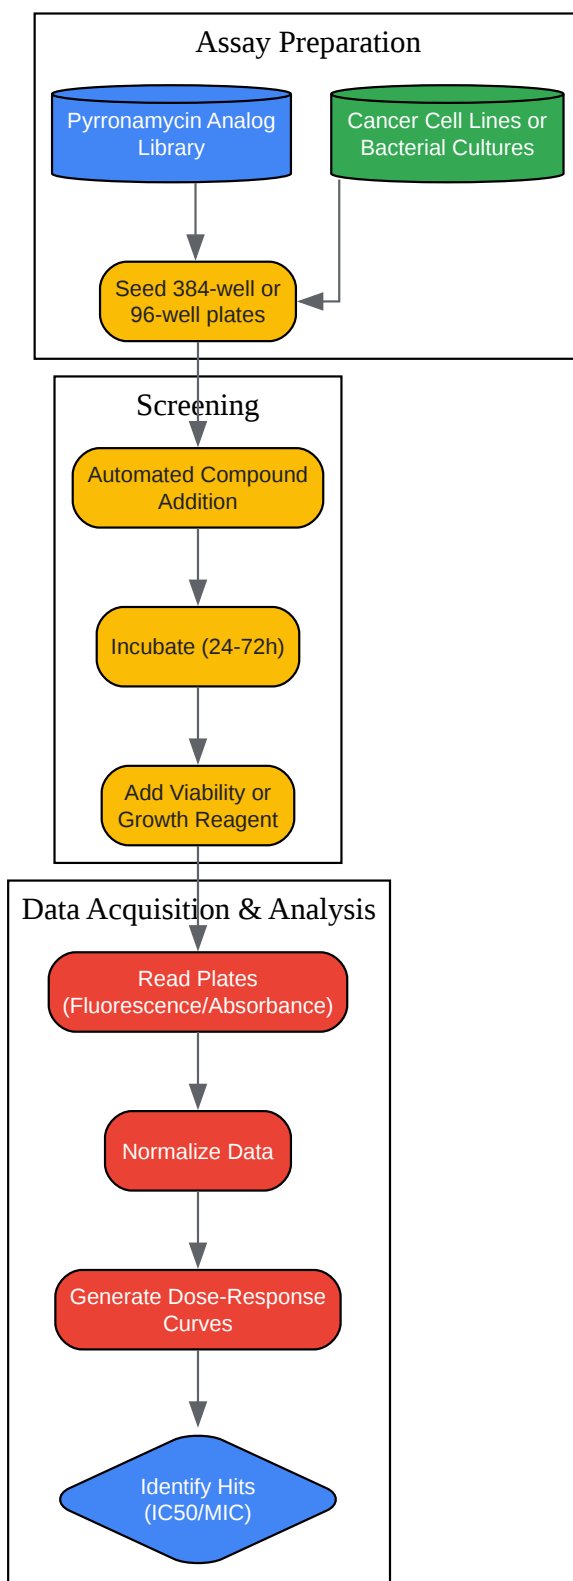 Assay Preparation
Pyrronamycin Analog
Library
Cancer Cell Lines or
Bacterial Cultures
Seed 384-well or
96-well plates
Screening
Automated Compound
Addition
Incubate (24-72h)
Add Viability or
Growth Reagent
Data Acquisition & Analysis
Read Plates
(Fluorescence/Absorbance)
Normalize Data
Generate Dose-Response
Curves
Identify Hits
(IC50/MIC)